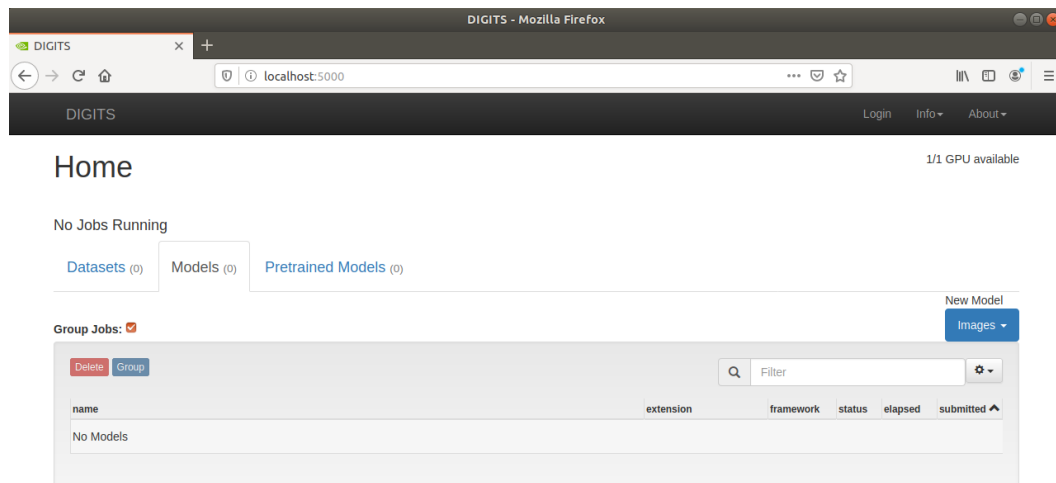 DIGITS - Mozilla Firefox
DIGITS
localhost:5000
DIGITS Login Info About
Home
1/1 GPU available
No Jobs Running
Datasets (0) Models (0) Pretrained Models (0)
New Model
Group Jobs: Images
Delete Group Filter
name extension framework status elapsed submitted
No Models